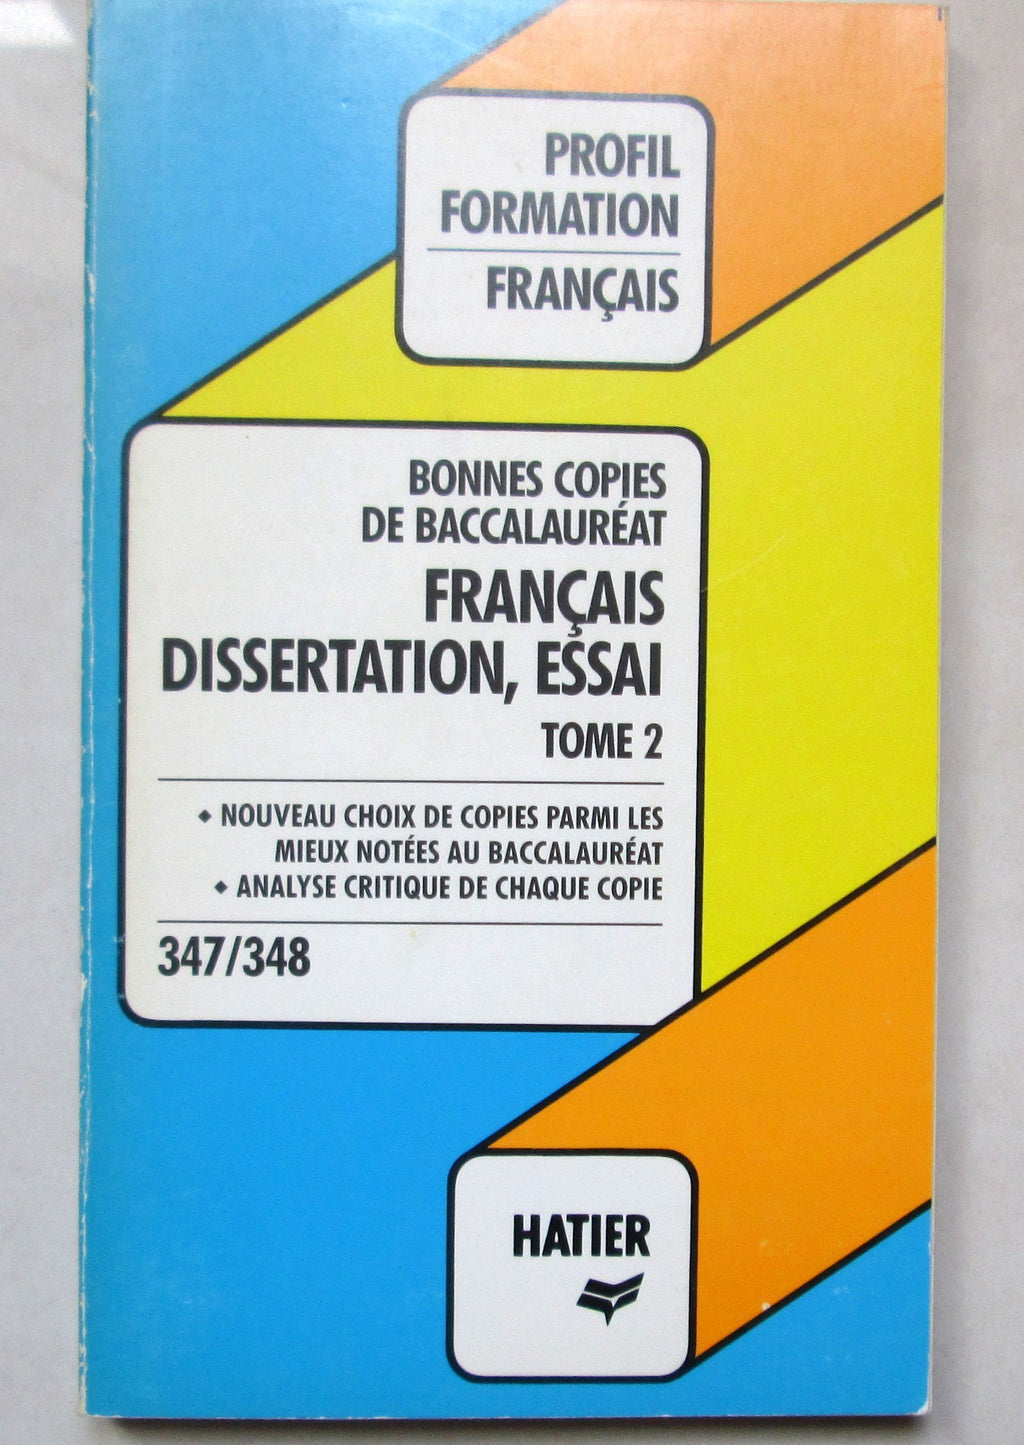 PROFIL
FORMATION
FRANÇAIS
BONNES COPIES
DE BACCALAURÉAT
FRANÇAIS
DISSERTATION, ESSAI
TOME 2
◆ NOUVEAU CHOIX DE COPIES PARMI LES
MIEUX NOTÉES AU BACCALAURÉAT
◆ ANALYSE CRITIQUE DE CHAQUE COPIE
347/348
HATIER